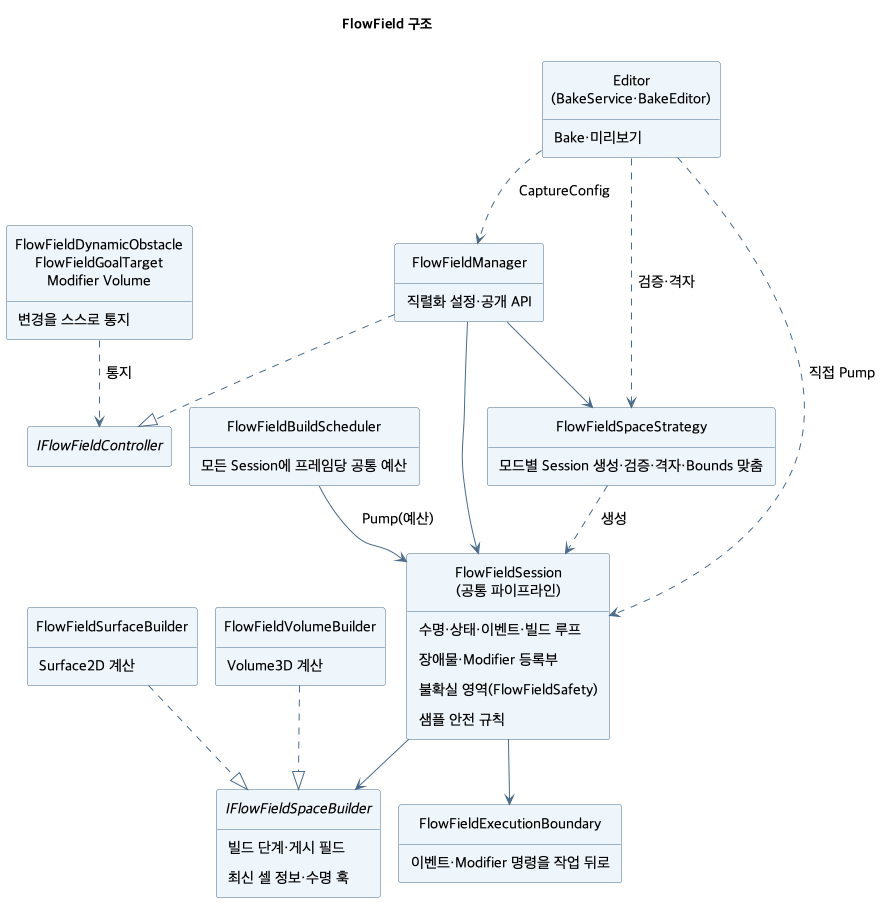 FlowField 구조
Editor
(BakeService·BakeEditor)
Bake·미리보기
CaptureConfig
FlowFieldDynamicObstacle
FlowFieldGoalTarget
Modifier Volume
변경을 스스로 통지
FlowFieldManager
직렬화 설정·공개 API
검증·격자
통지
직접 Pump
IFlowFieldController
FlowFieldBuildScheduler
모든 Session에 프레임당 공통 예산
FlowFieldSpaceStrategy
모드별 Session 생성·검증·격자·Bounds 맞춤
Pump(예산)
생성
FlowFieldSession
(공통 파이프라인)
수명·상태·이벤트·빌드 루프
장애물·Modifier 등록부
불확실 영역(FlowFieldSafety)
샘플 안전 규칙
FlowFieldSurfaceBuilder
Surface2D 계산
FlowFieldVolumeBuilder
Volume3D 계산
IFlowFieldSpaceBuilder
빌드 단계·게시 필드
최신 셀 정보·수명 훅
FlowFieldExecutionBoundary
이벤트·Modifier 명령을 작업 뒤로